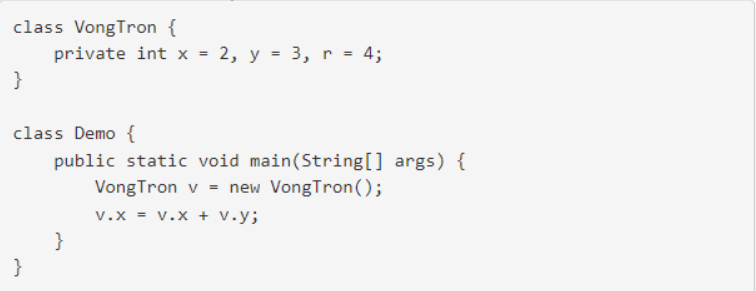 class VongTron {
    private int x = 2, y = 3, r = 4;
}

class Demo {
    public static void main(String[] args) {
        VongTron v = new VongTron();
        v.x = v.x + v.y;
    }
}